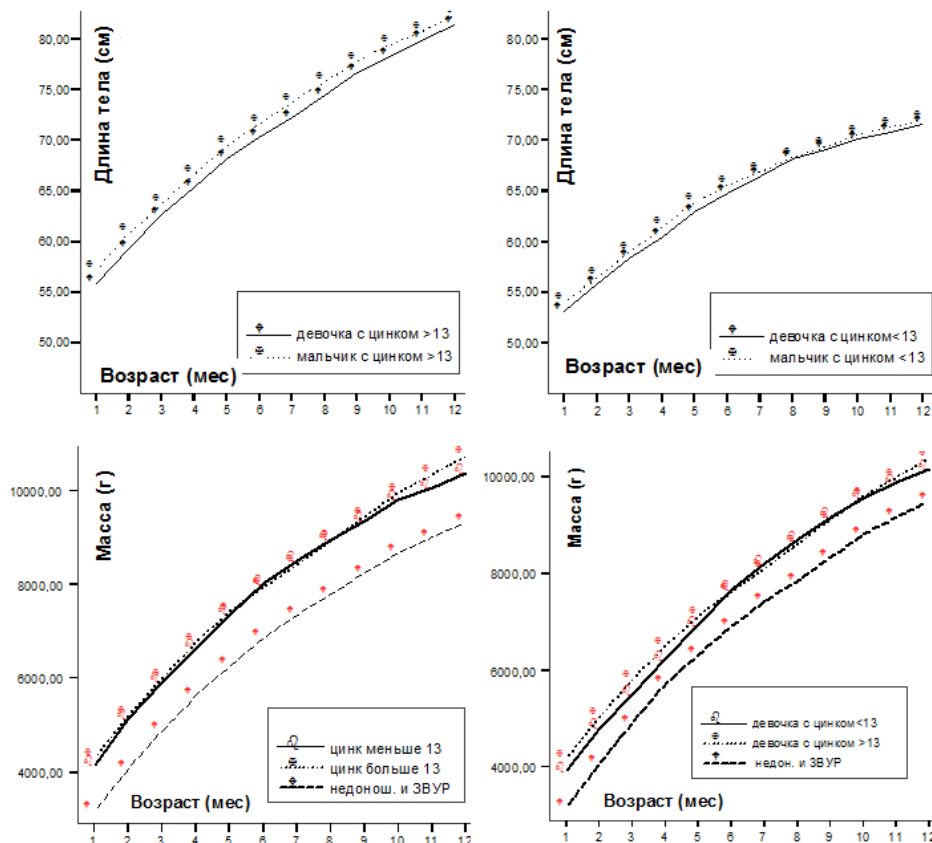 Длина тела (см)
80,00
75,00
70,00
65,00
60,00
55,00
50,00
девочка с цинком >13
мальчик с цинком >13
Возраст (мес)
1 2 3 4 5 6 7 8 9 10 11 12
Длина тела (см)
80,00
75,00
70,00
65,00
60,00
55,00
50,00
девочка с цинком<13
мальчик с цинком <13
Возраст (мес)
1 2 3 4 5 6 7 8 9 10 11 12
Масса (г)
10000,00
8000,00
6000,00
4000,00
цинк меньше 13
цинк больше 13
недонош. и ЗВУР
Возраст (мес)
1 2 3 4 5 6 7 8 9 10 11 12
Масса (г )
10000,00
8000,00
6000,00
4000,00
девочка с цинком<13
девочка с цинком >13
недон. и ЗВУР
Возраст (мес)
1 2 3 4 5 6 7 8 9 10 11 12